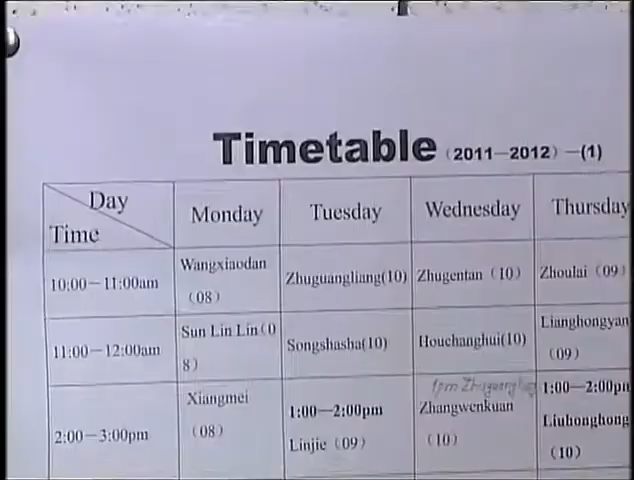 Timetable (2011—2012) —(1)
Day
Time
Monday
Tuesday
Wednesday
Thursday
10:00—11:00am
Wangxiaodan
(08)
Zhuguangliang(10)
Zhugentan (10)
Zhoulai (09)
11:00—12:00am
Sun Lin Lin(0
8)
Songshasha(10)
Houchanghui(10)
Lianghongyan
(09)
2:00—3:00pm
Xiangmei
(08)
1:00—2:00pm
Linjie (09)
1pm
Zhangwenkuan
(10)
1:00—2:00pm
Liuhonghong
(10)